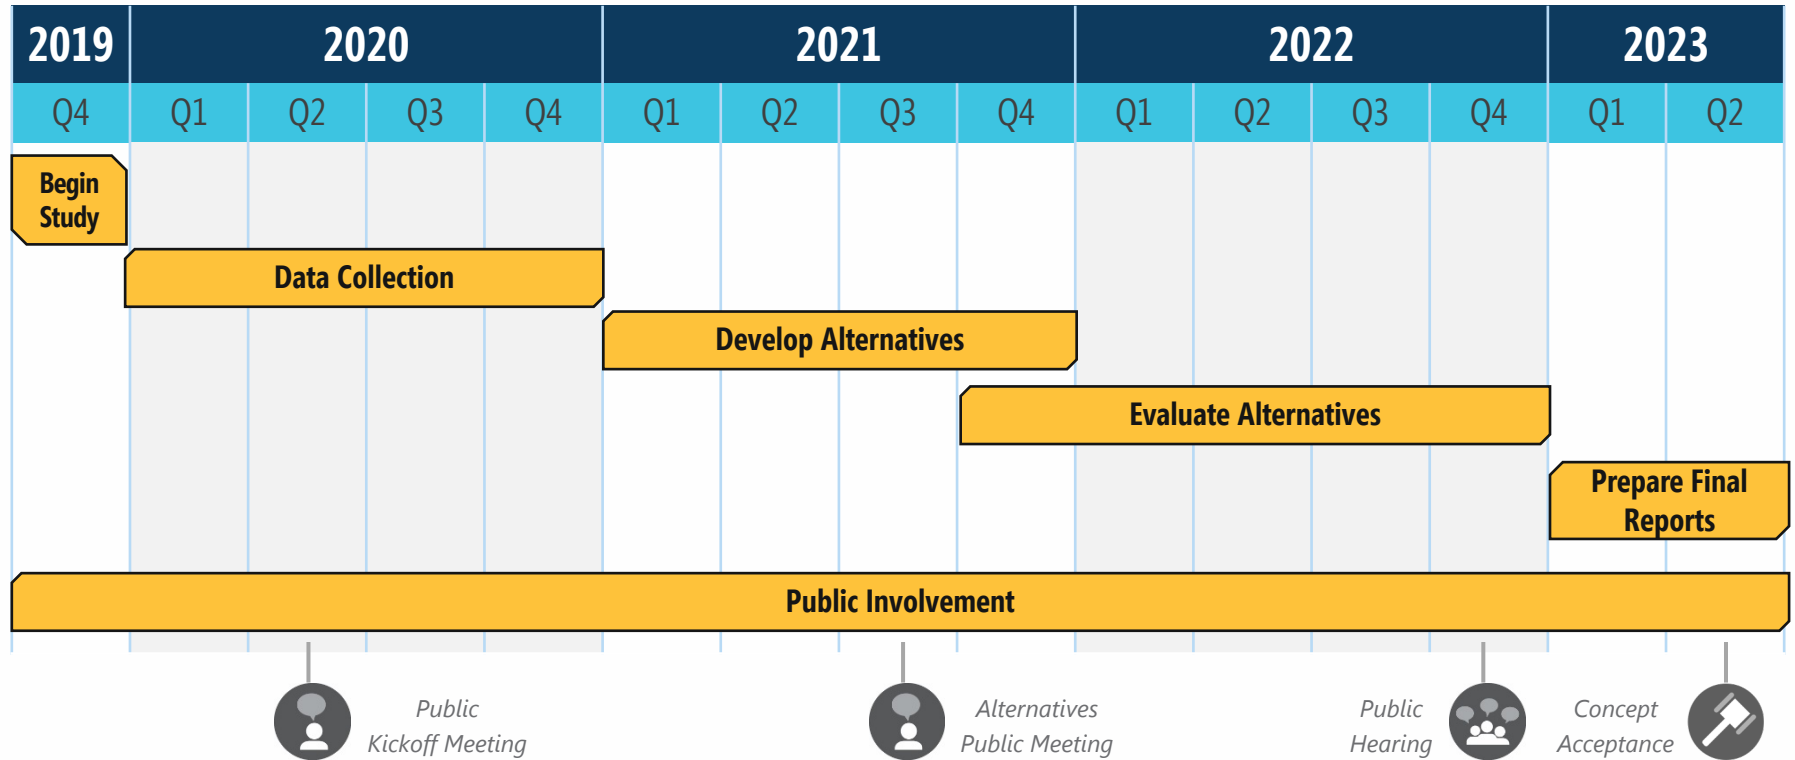 2019 2020 2021 2022 2023
Q4 Q1 Q2 Q3 Q4 Q1 Q2 Q3 Q4 Q1 Q2 Q3 Q4 Q1 Q2
Begin
Study
Data Collection
Develop Alternatives
Evaluate Alternatives
Prepare Final
Reports
Public Involvement
Public
Kickoff Meeting
Alternatives
Public Meeting
Public
Hearing
Concept
Acceptance